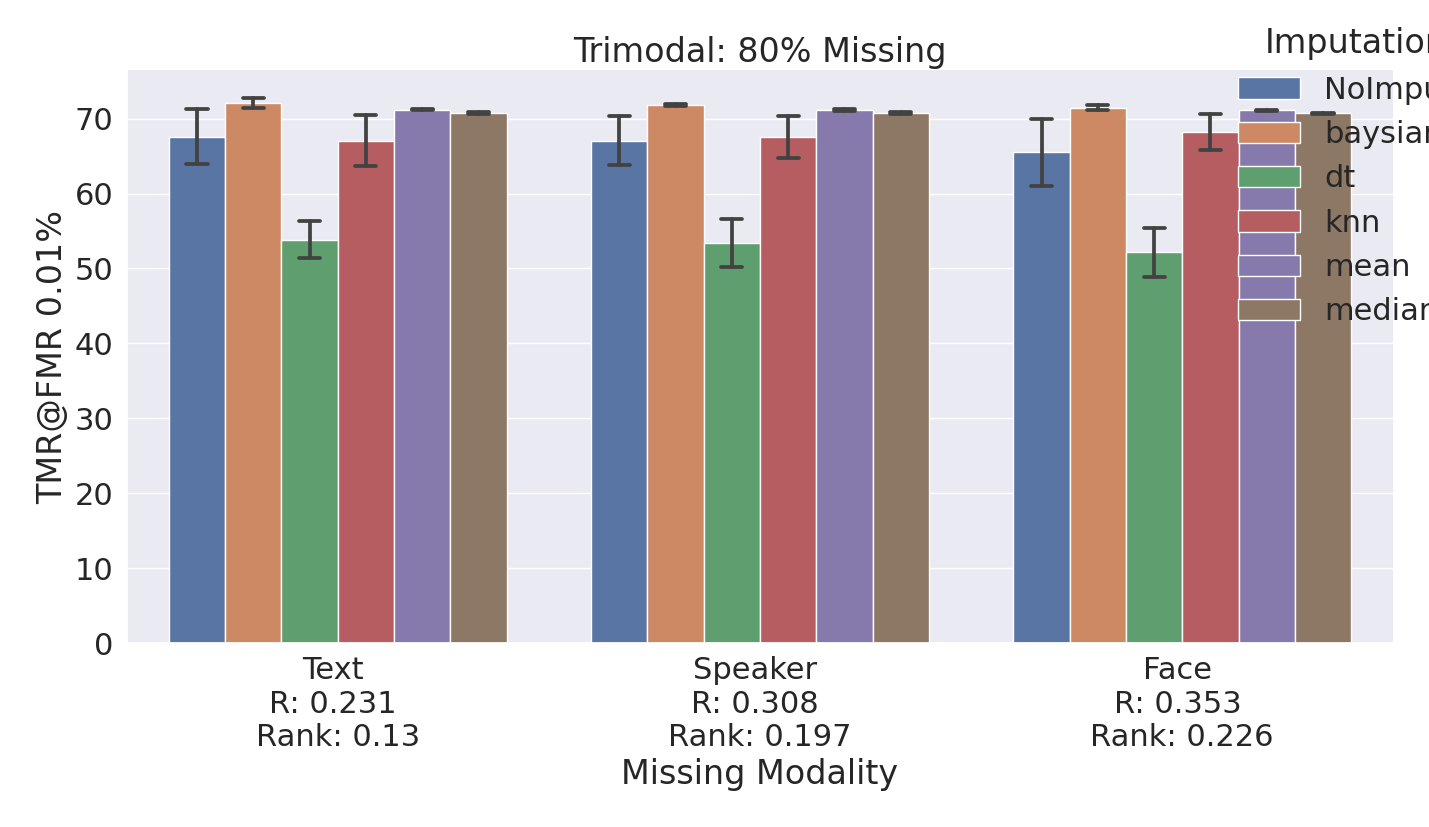 Trimodal: 80% Missing
Imputation
NoImpu
baysian
dt
knn
mean
median
TMR@FMR 0.01%
70
60
50
40
30
20
10
0
Text
R: 0.231
Rank: 0.13
Speaker
R: 0.308
Rank: 0.197
Face
R: 0.353
Rank: 0.226
Missing Modality